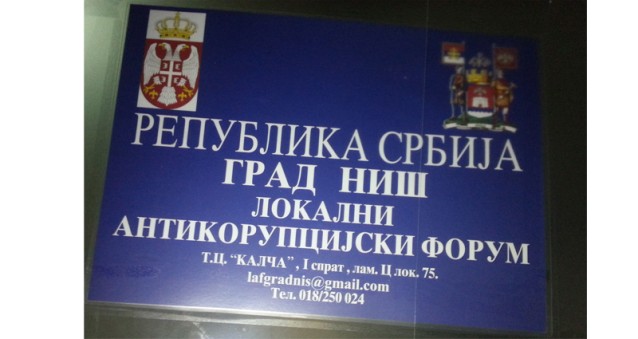 РЕПУБЛИКА СРБИЈА
ГРАД НИШ
ЛОКАЛНИ
АНТИКОРУПЦИЈСКИ ФОРУМ
Т.Ц. “КАЛЧА” , I спрат , лам. Ц лок. 75.
lafgradnis@gmail.com
Тел. 018/250 024